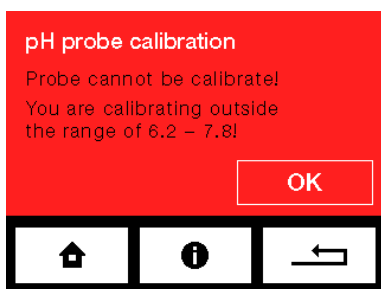 pH probe calibration
Probe cannot be calibrate!
You are calibrating outside
the range of 6.2 – 7.8!
OK